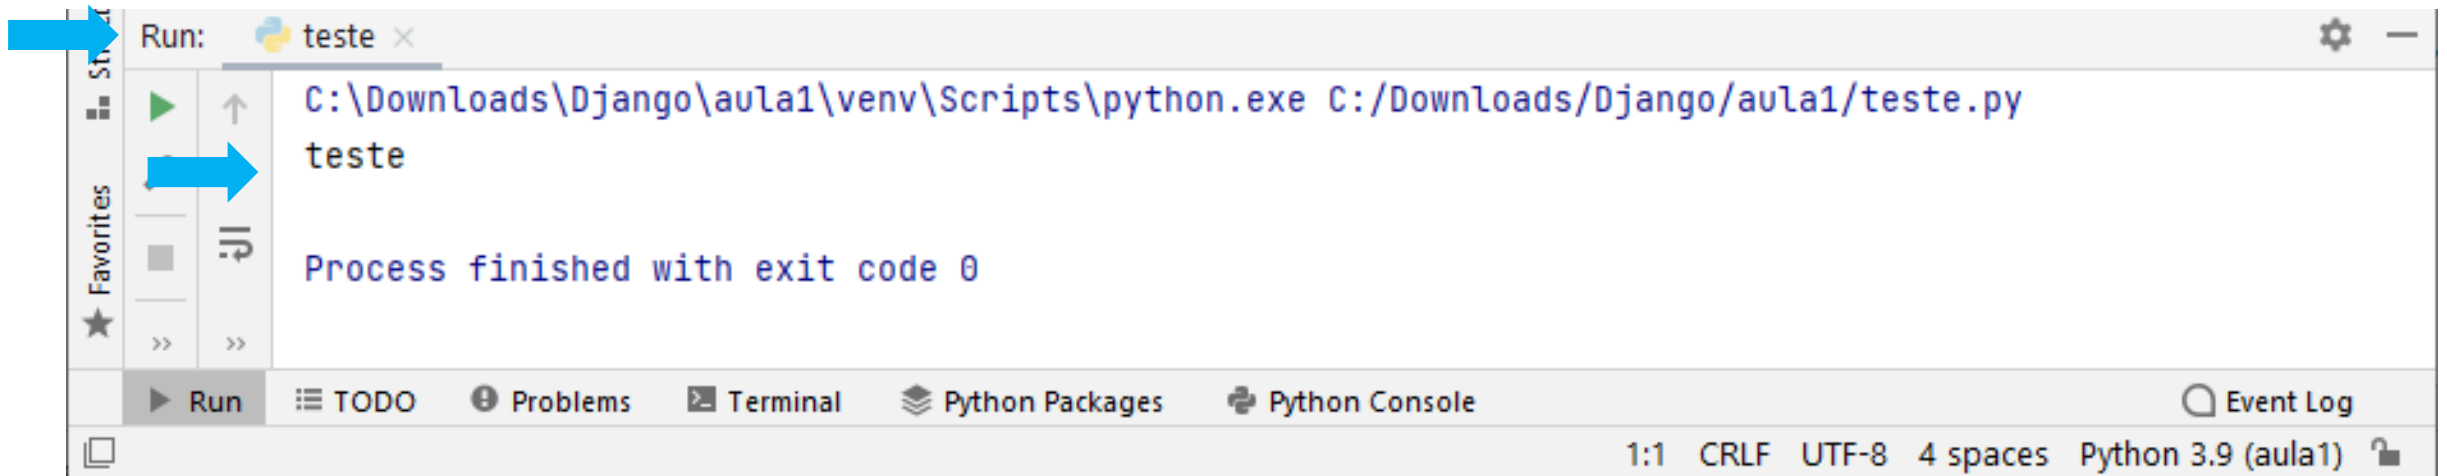 Run: teste
C:\Downloads\Django\aula1\venv\Scripts\python.exe C:/Downloads/Django/aula1/teste.py
teste
Process finished with exit code 0
Favorites
Run TODO Problems Terminal Python Packages Python Console Event Log
1:1 CRLF UTF-8 4 spaces Python 3.9 (aula1)